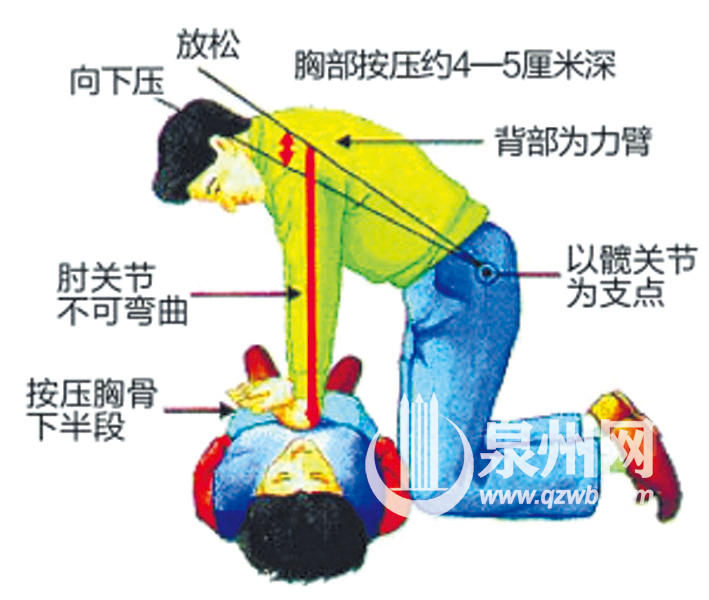 放松
胸部按压约4—5厘米深
向下压
背部为力臂
以髋关节
为支点
肘关节
不可弯曲
按压胸骨
下半段
泉州网
www.qzwb.com